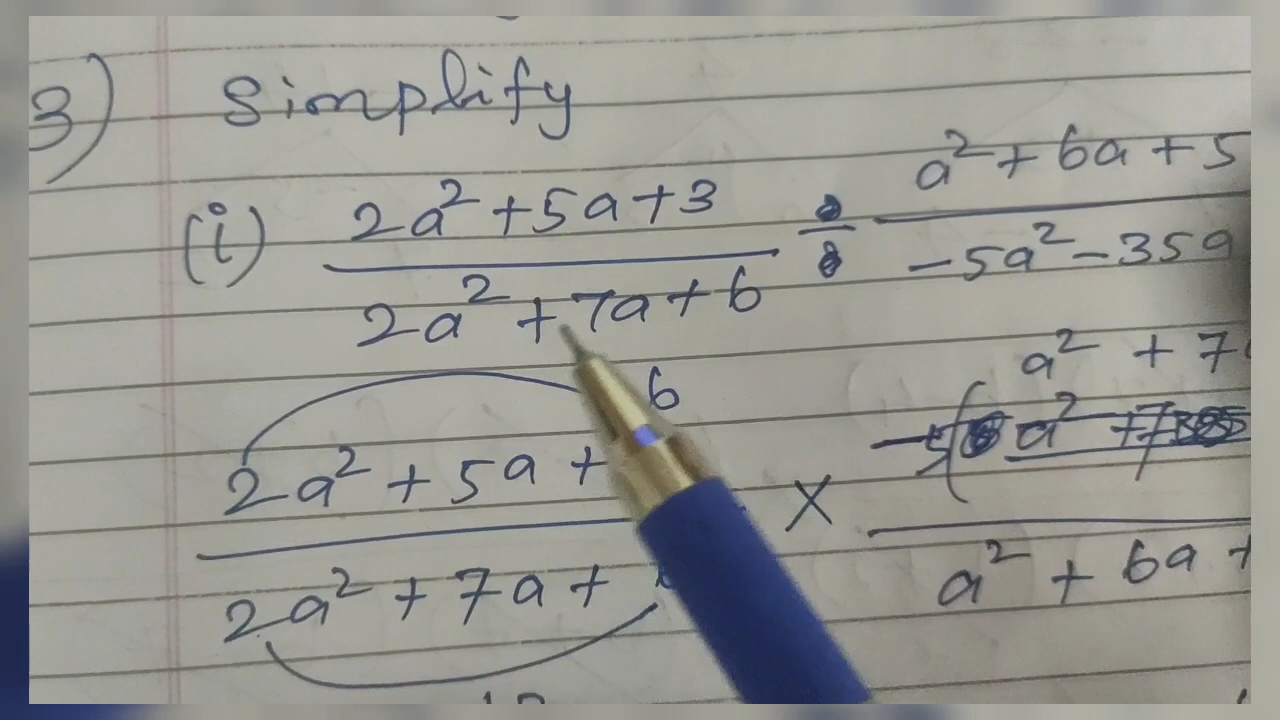 3) Simplify
(i) 2a² + 5a + 3 ÷ a² + 6a + 5
2a² + 7a + 6 - 5a² - 35a
6 a² + 7
2a² + 5a + × a² + 7
2a² + 7a + a² + 6a +